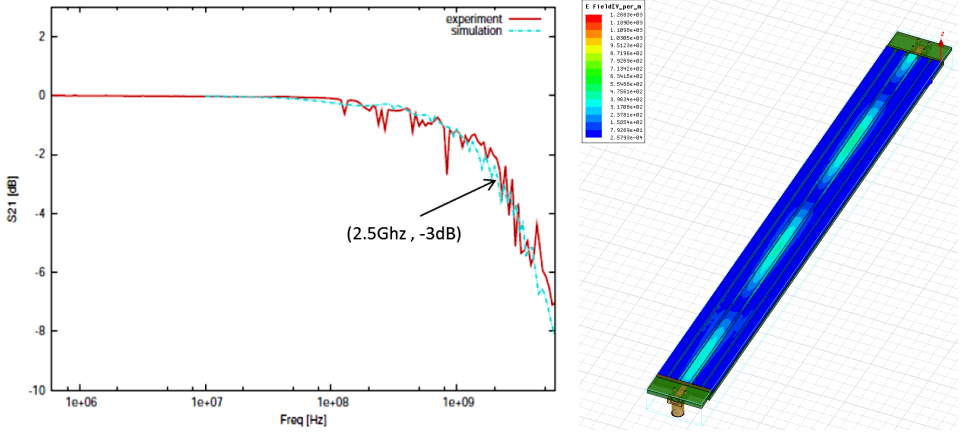 experiment
simulation
2
0
-2
-4
-6
-8
-10
S21 [dB]
(2.5Ghz , -3dB)
1e+06
1e+07
1e+08
1e+09
Freq [Hz]
E Field[V_per_m
1.2683e+03
1.1890e+03
1.1098e+03
1.0305e+03
9.5123e+02
8.7196e+02
7.9269e+02
7.1342e+02
6.3415e+02
5.5488e+02
4.7561e+02
3.9634e+02
3.1708e+02
2.3781e+02
1.5854e+02
7.9269e+01
2.5793e-04
z